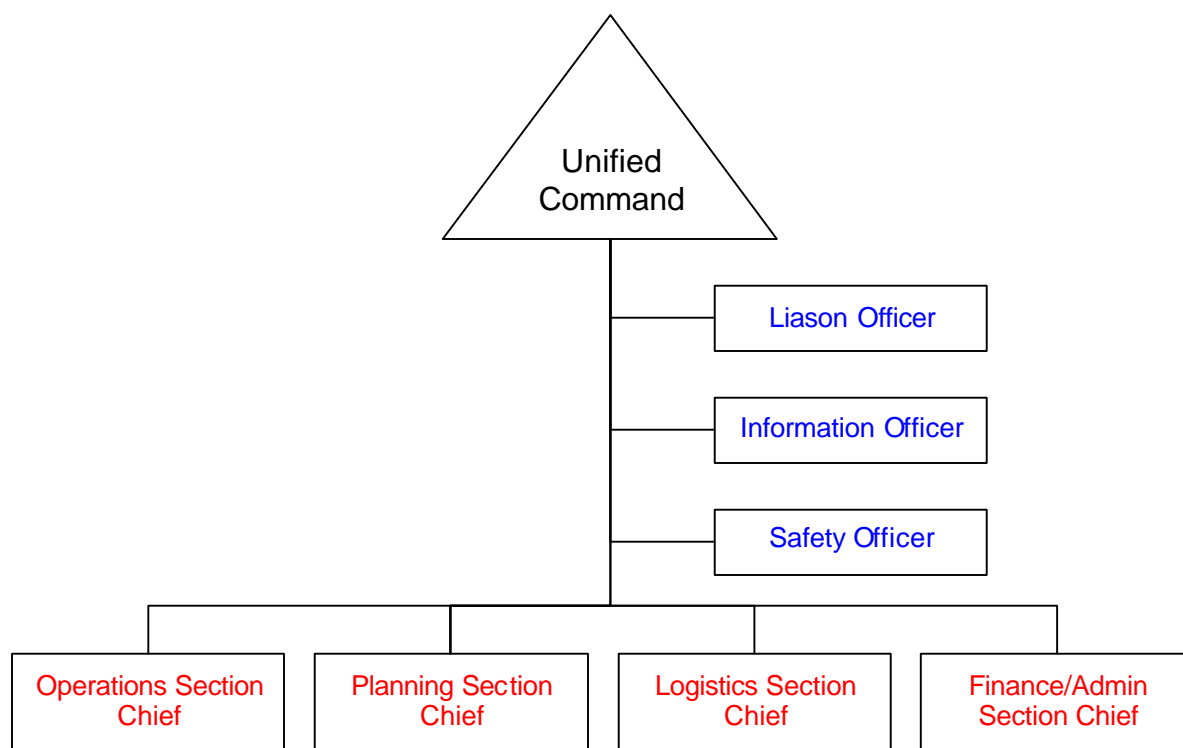 Unified
Command
Liason Officer
Information Officer
Safety Officer
Operations Section
Chief
Planning Section
Chief
Logistics Section
Chief
Finance/Admin
Section Chief